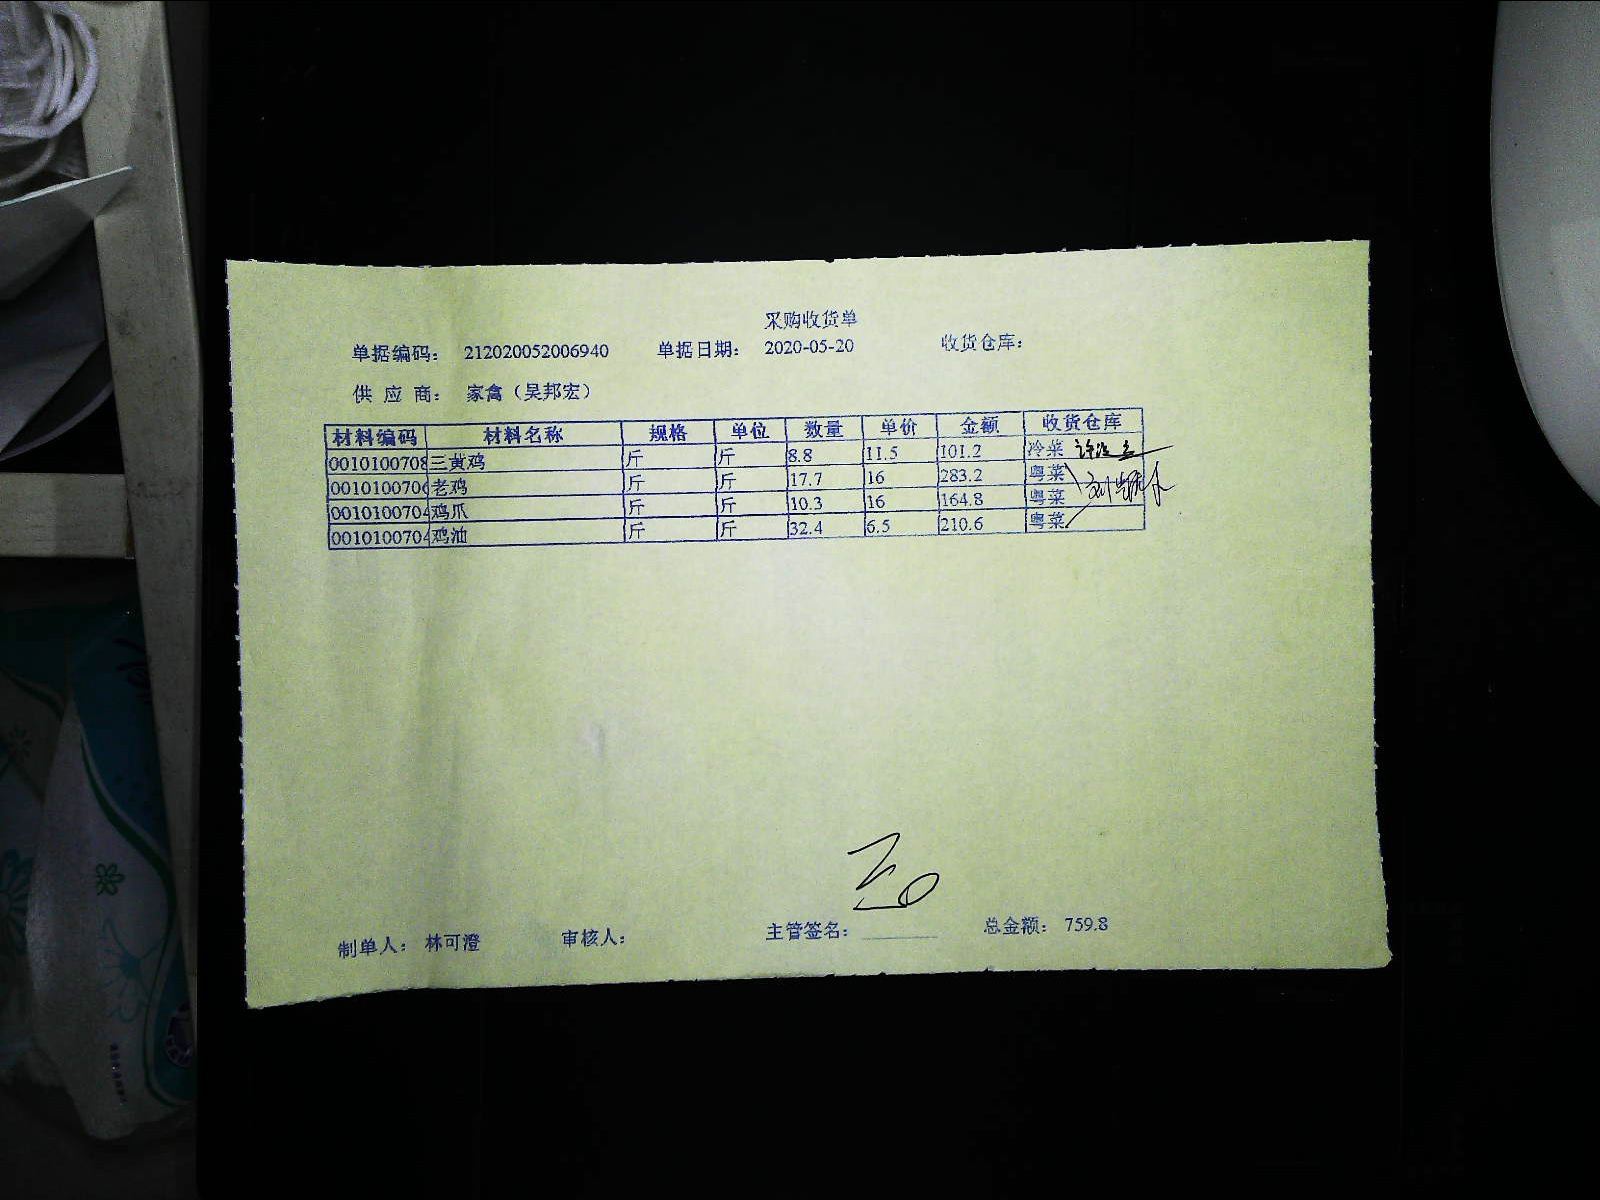 采购收货单
单据编码： 212020052006940 单据日期： 2020-05-20 收货仓库：
供 应 商： 家禽（吴邦宏）
材料编码 材料名称 规格 单位 数量 单价 金额 收货仓库
0010100708 三黄鸡 斤 斤 8.8 11.5 101.2 冷菜
0010100706 老鸡 斤 斤 17.7 16 283.2 粤菜
0010100704 鸡爪 斤 斤 10.3 16 164.8 粤菜
0010100704 鸡油 斤 斤 32.4 6.5 210.6 粤菜
制单人： 林可澄 审核人： 主管签名： 总金额： 759.8